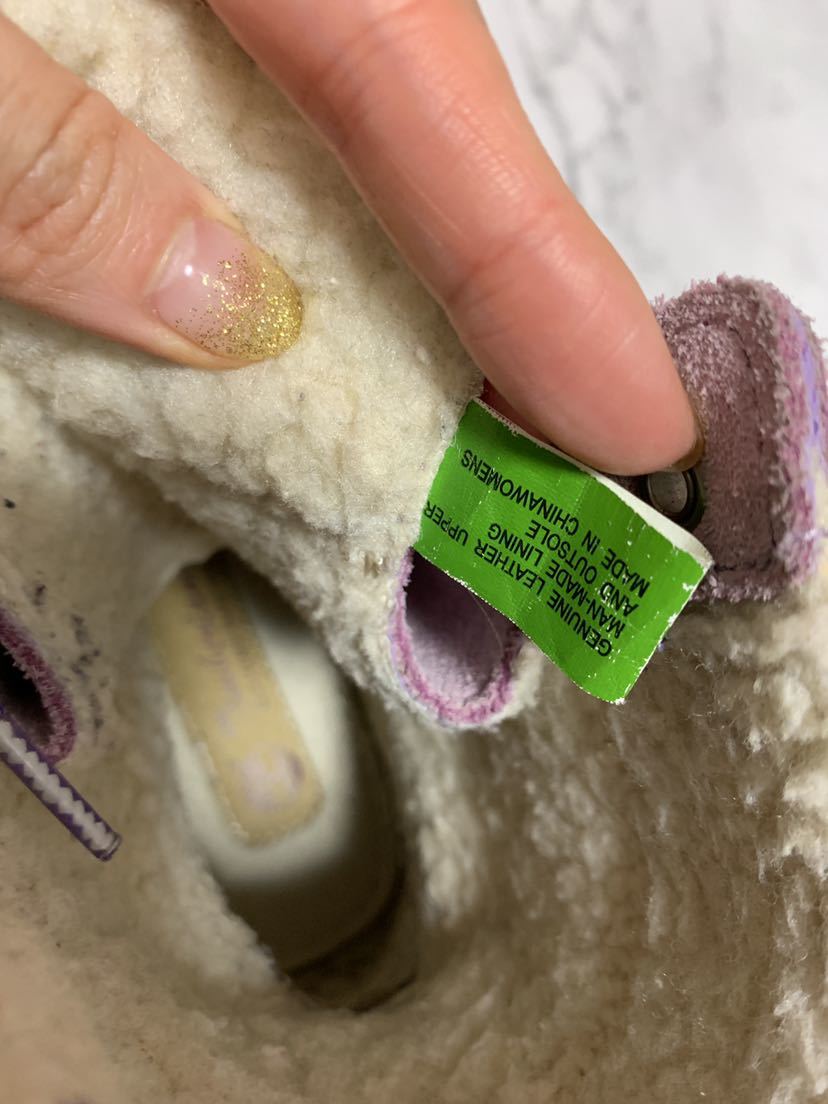 GENUINE LEATHER UPPER
MAN-MADE LINING
AND OUTSOLE
MADE IN CHINAWOMENS